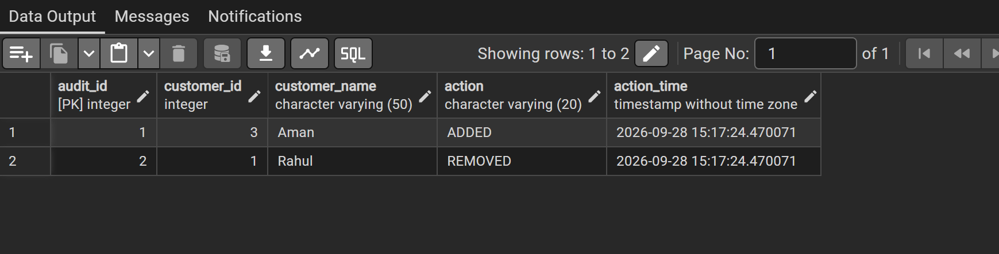 Data Output Messages Notifications
SQL Showing rows: 1 to 2 Page No: 1 of 1
audit_id customer_id customer_name action action_time
[PK] integer integer character varying (50) character varying (20) timestamp without time zone
1 1 3 Aman ADDED 2026-09-28 15:17:24.470071
2 2 1 Rahul REMOVED 2026-09-28 15:17:24.470071